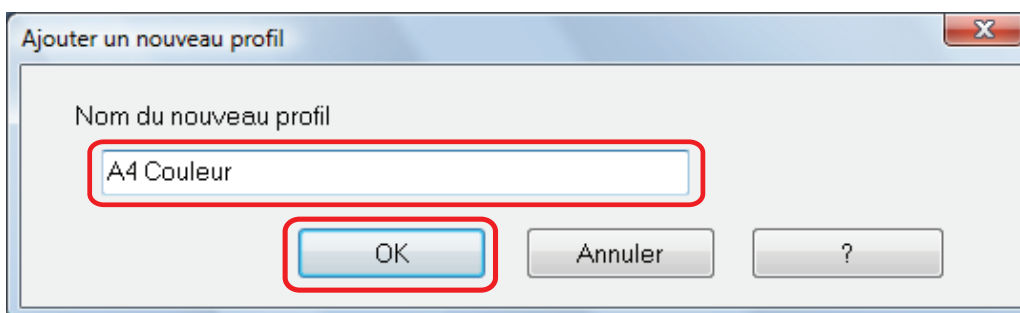 Ajouter un nouveau profil
Nom du nouveau profil
A4 Couleur
OK Annuler ?